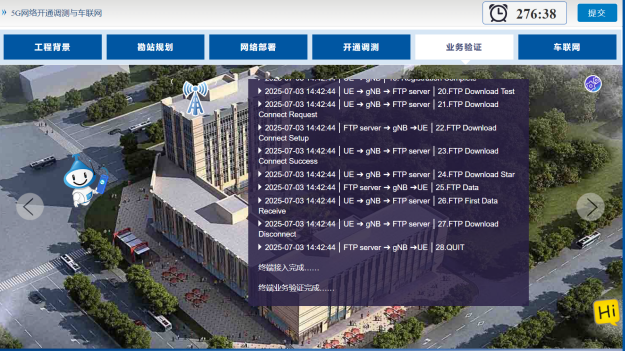 » 5G网络开通调测与车联网
276:38
提交
工程背景
勘站规划
网络部署
开通调测
业务验证
车联网
2025-07-03 14:42:44 | UE ➔ gNB ➔ FTP server | 20.FTP Download Test
2025-07-03 14:42:44 | UE ➔ gNB ➔ FTP server | 21.FTP Download
Connect Request
2025-07-03 14:42:44 | FTP server ➔ gNB ➔UE | 22.FTP Download
Connect Setup
2025-07-03 14:42:44 | UE ➔ gNB ➔ FTP server | 23.FTP Download
Connect Success
2025-07-03 14:42:44 | UE ➔ gNB ➔ FTP server | 24.FTP Download Star
2025-07-03 14:42:44 | FTP server ➔ gNB ➔UE | 25.FTP Data
2025-07-03 14:42:44 | UE ➔ gNB ➔ FTP server | 26.FTP First Data
Receive
2025-07-03 14:42:44 | UE ➔ gNB ➔ FTP server | 27.FTP Download
Disconnect
2025-07-03 14:42:44 | FTP server ➔ gNB ➔UE | 28.QUIT
终端接入完成……
终端业务验证完成……
Hi